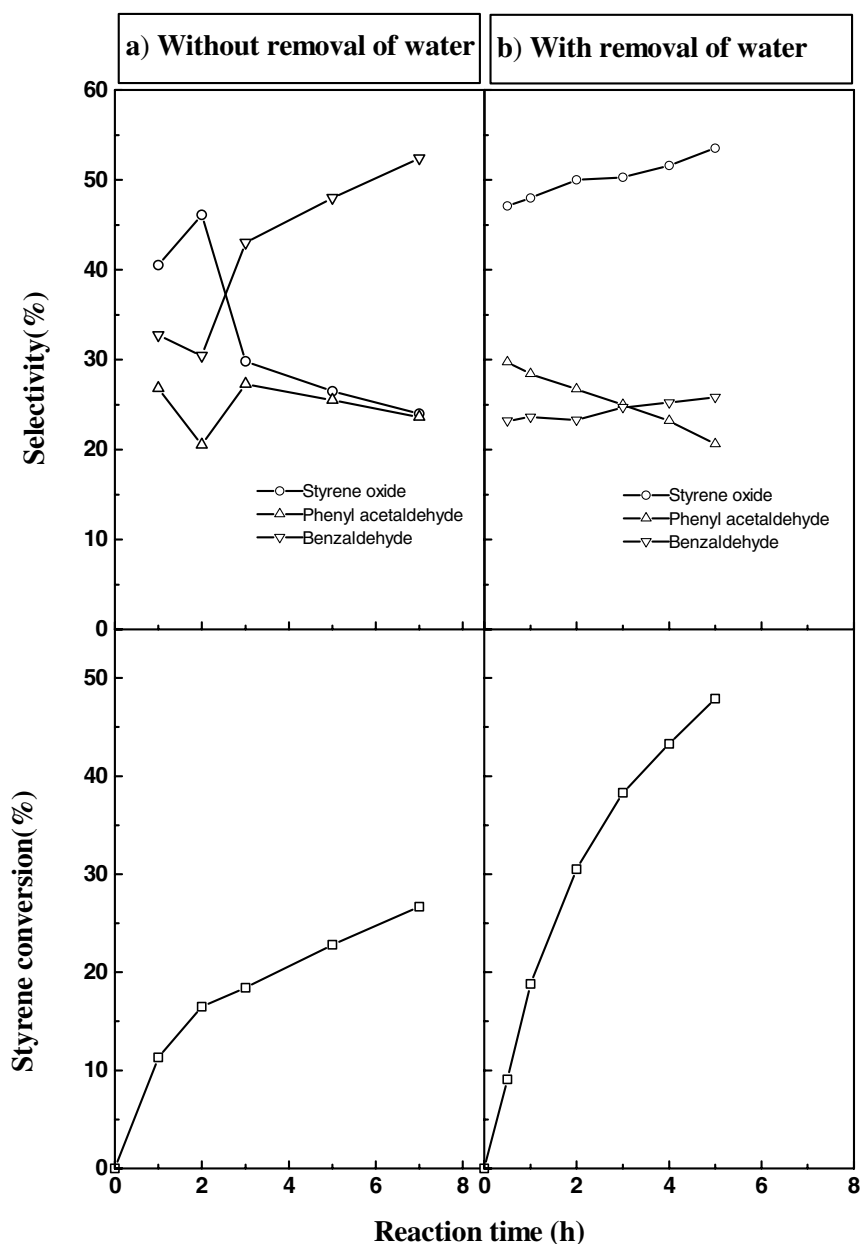 a) Without removal of water
b) With removal of water
60
50
40
30
20
10
0
Selectivity(%)
Styrene oxide
Phenyl acetaldehyde
Benzaldehyde
Styrene oxide
Phenyl acetaldehyde
Benzaldehyde
50
40
30
20
10
0
Styrene conversion(%)
0 2 4 6 8
0 2 4 6 8
Reaction time (h)